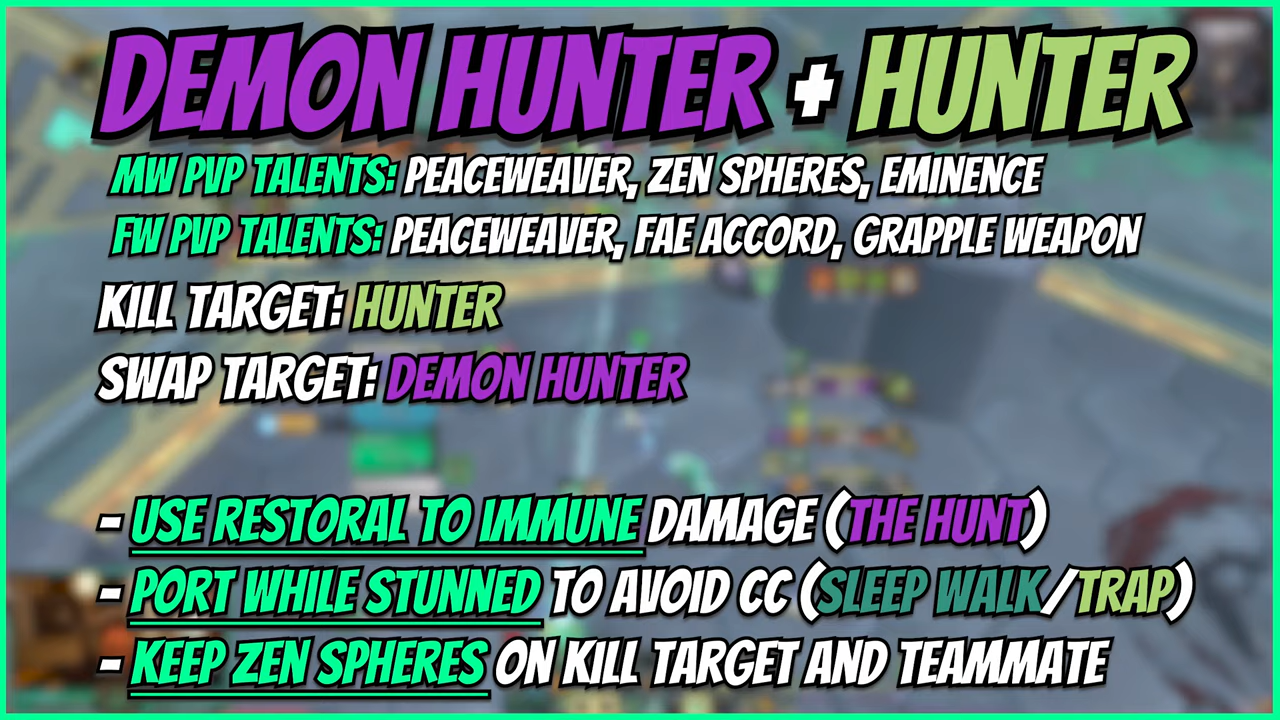 DEMON HUNTER + HUNTER
MW PVP TALENTS: PEACEWEAVER, ZEN SPHERES, EMINENCE
FW PVP TALENTS: PEACEWEAVER, FAE ACCORD, GRAPPLE WEAPON
KILL TARGET: HUNTER
SWAP TARGET: DEMON HUNTER
- USE RESTORAL TO IMMUNE DAMAGE (THE HUNT)
- PORT WHILE STUNNED TO AVOID CC (SLEEP WALK/TRAP)
- KEEP ZEN SPHERES ON KILL TARGET AND TEAMMATE